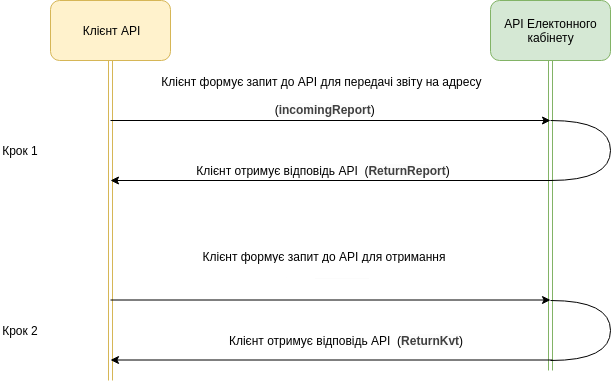 Клієнт API
API Електонного
кабінету
Клієнт формує запит до API для передачі звіту на адресу
(incomingReport)
Крок 1
Клієнт отримує відповідь API (ReturnReport)
Клієнт формує запит до API для отримання
Крок 2
Клієнт отримує відповідь API (ReturnKvt)